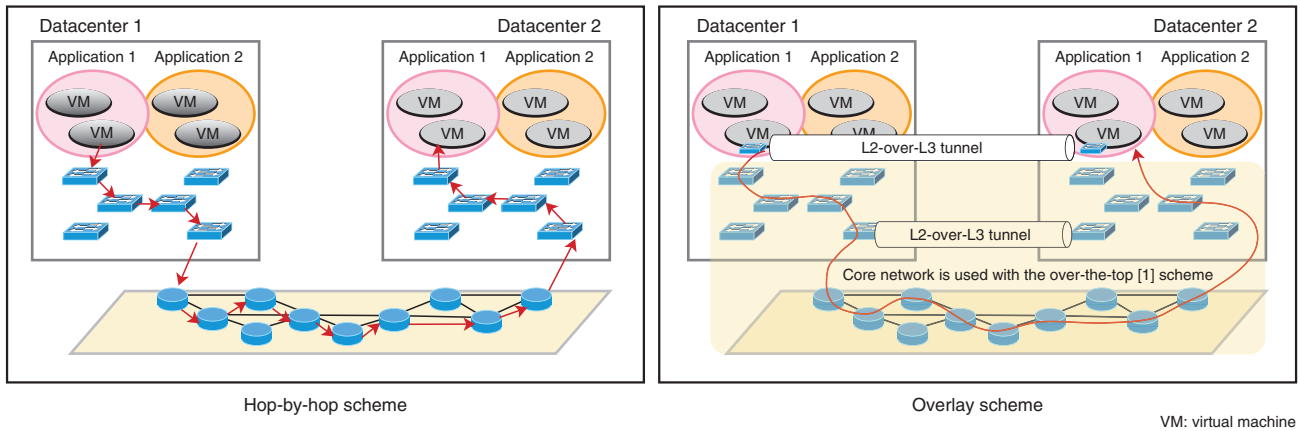 Datacenter 1
Datacenter 2
Application 1 Application 2
Application 1 Application 2
VM
VM
VM
VM
VM
VM
VM
VM
Hop-by-hop scheme
Datacenter 1
Datacenter 2
Application 1 Application 2
Application 1 Application 2
VM
VM
VM
VM
VM
VM
VM
VM
L2-over-L3 tunnel
L2-over-L3 tunnel
Core network is used with the over-the-top [1] scheme
Overlay scheme
VM: virtual machine